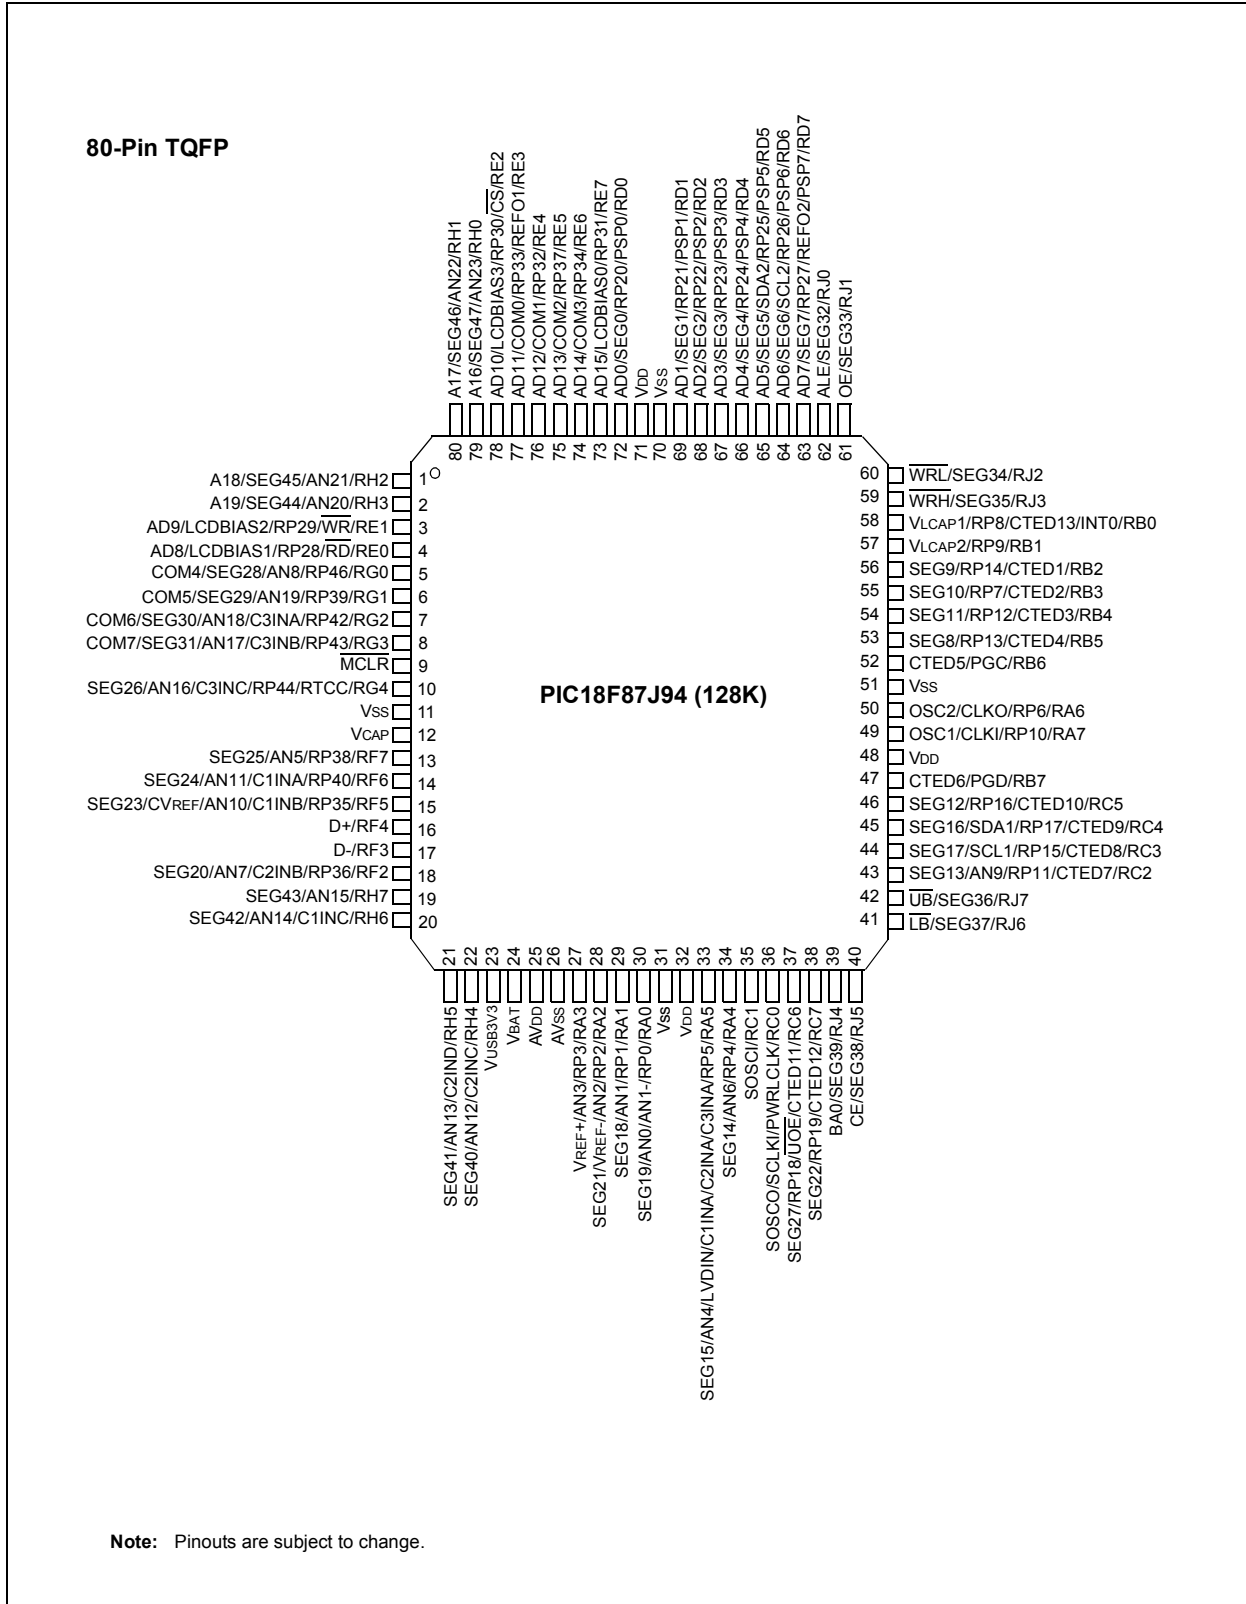 80-Pin TQFP
A17/SEG46/AN22/RH1
A16/SEG47/AN23/RH0
AD10/LCDBIAS3/RP30/CS/RE2
AD11/COM0/RP33/REFO1/RE3
AD12/COM1/RP32/RE4
AD13/COM2/RP37/RE5
AD14/COM3/RP34/RE6
AD15/LCDBIAS0/RP31/RE7
AD0/SEG0/RP20/PSP0/RD0
VDD
VSS
AD1/SEG1/RP21/PSP1/RD1
AD2/SEG2/RP22/PSP2/RD2
AD3/SEG3/RP23/PSP3/RD3
AD4/SEG4/RP24/PSP4/RD4
AD5/SEG5/SDA2/RP25/PSP5/RD5
AD6/SEG6/SCL2/RP26/PSP6/RD6
AD7/SEG7/RP27/REFO2/PSP7/RD7
ALE/SEG32/RJ0
OE/SEG33/RJ1
80 79 78 77 76 75 74 73 72 71 70 69 68 67 66 65 64 63 62 61
A18/SEG45/AN21/RH2 1
A19/SEG44/AN20/RH3 2
AD9/LCDBIAS2/RP29/WR/RE1 3
AD8/LCDBIAS1/RP28/RD/RE0 4
COM4/SEG28/AN8/RP46/RG0 5
COM5/SEG29/AN19/RP39/RG1 6
COM6/SEG30/AN18/C3INA/RP42/RG2 7
COM7/SEG31/AN17/C3INB/RP43/RG3 8
MCLR 9
SEG26/AN16/C3INC/RP44/RTCC/RG4 10
VSS 11
VCAP 12
SEG25/AN5/RP38/RF7 13
SEG24/AN11/C1INA/RP40/RF6 14
SEG23/CVREF/AN10/C1INB/RP35/RF5 15
D+/RF4 16
D-/RF3 17
SEG20/AN7/C2INB/RP36/RF2 18
SEG43/AN15/RH7 19
SEG42/AN14/C1INC/RH6 20
PIC18F87J94 (128K)
60 WRL/SEG34/RJ2
59 WRH/SEG35/RJ3
58 VLCAP1/RP8/CTED13/INT0/RB0
57 VLCAP2/RP9/RB1
56 SEG9/RP14/CTED1/RB2
55 SEG10/RP7/CTED2/RB3
54 SEG11/RP12/CTED3/RB4
53 SEG8/RP13/CTED4/RB5
52 CTED5/PGC/RB6
51 VSS
50 OSC2/CLKO/RP6/RA6
49 OSC1/CLKI/RP10/RA7
48 VDD
47 CTED6/PGD/RB7
46 SEG12/RP16/CTED10/RC5
45 SEG16/SDA1/RP17/CTED9/RC4
44 SEG17/SCL1/RP15/CTED8/RC3
43 SEG13/AN9/RP11/CTED7/RC2
42 UB/SEG36/RJ7
41 LB/SEG37/RJ6
21 22 23 24 25 26 27 28 29 30 31 32 33 34 35 36 37 38 39 40
SEG41/AN13/C2IND/RH5
SEG40/AN12/C2INC/RH4
VUSB3V3
VBAT
AVDD
AVSS
VREF+/AN3/RP3/RA3
SEG21/VREF-/AN2/RP2/RA2
SEG18/AN1/RP1/RA1
SEG19/AN0/AN1-/RP0/RA0
Vss
VDD
SEG15/AN4/LVDIN/C1INA/C2INA/C3INA/RP5/RA5
SEG14/AN6/RP4/RA4
SOSCI/RC1
SOSCO/SCLKI/PWRLCLK/RC0
SEG27/RP18/UOE/CTED11/RC6
SEG22/RP19/CTED12/RC7
BA0/SEG39/RJ4
CE/SEG38/RJ5
Note: Pinouts are subject to change.